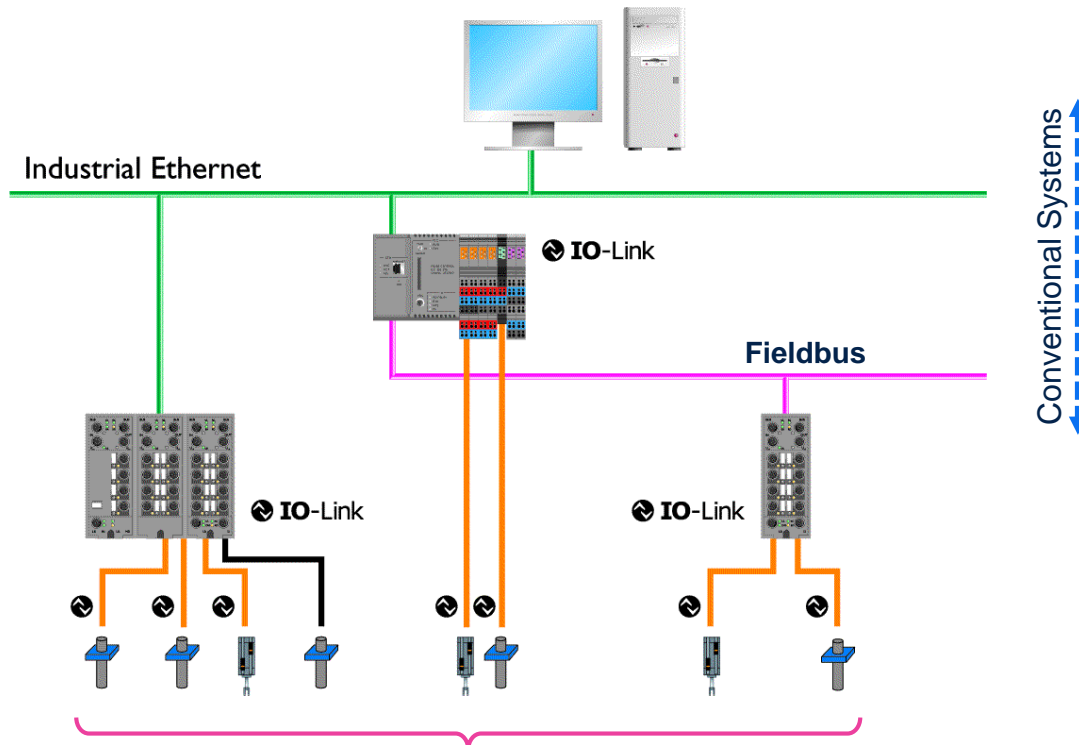 Industrial Ethernet
IO-Link
Fieldbus
IO-Link
IO-Link
Conventional Systems